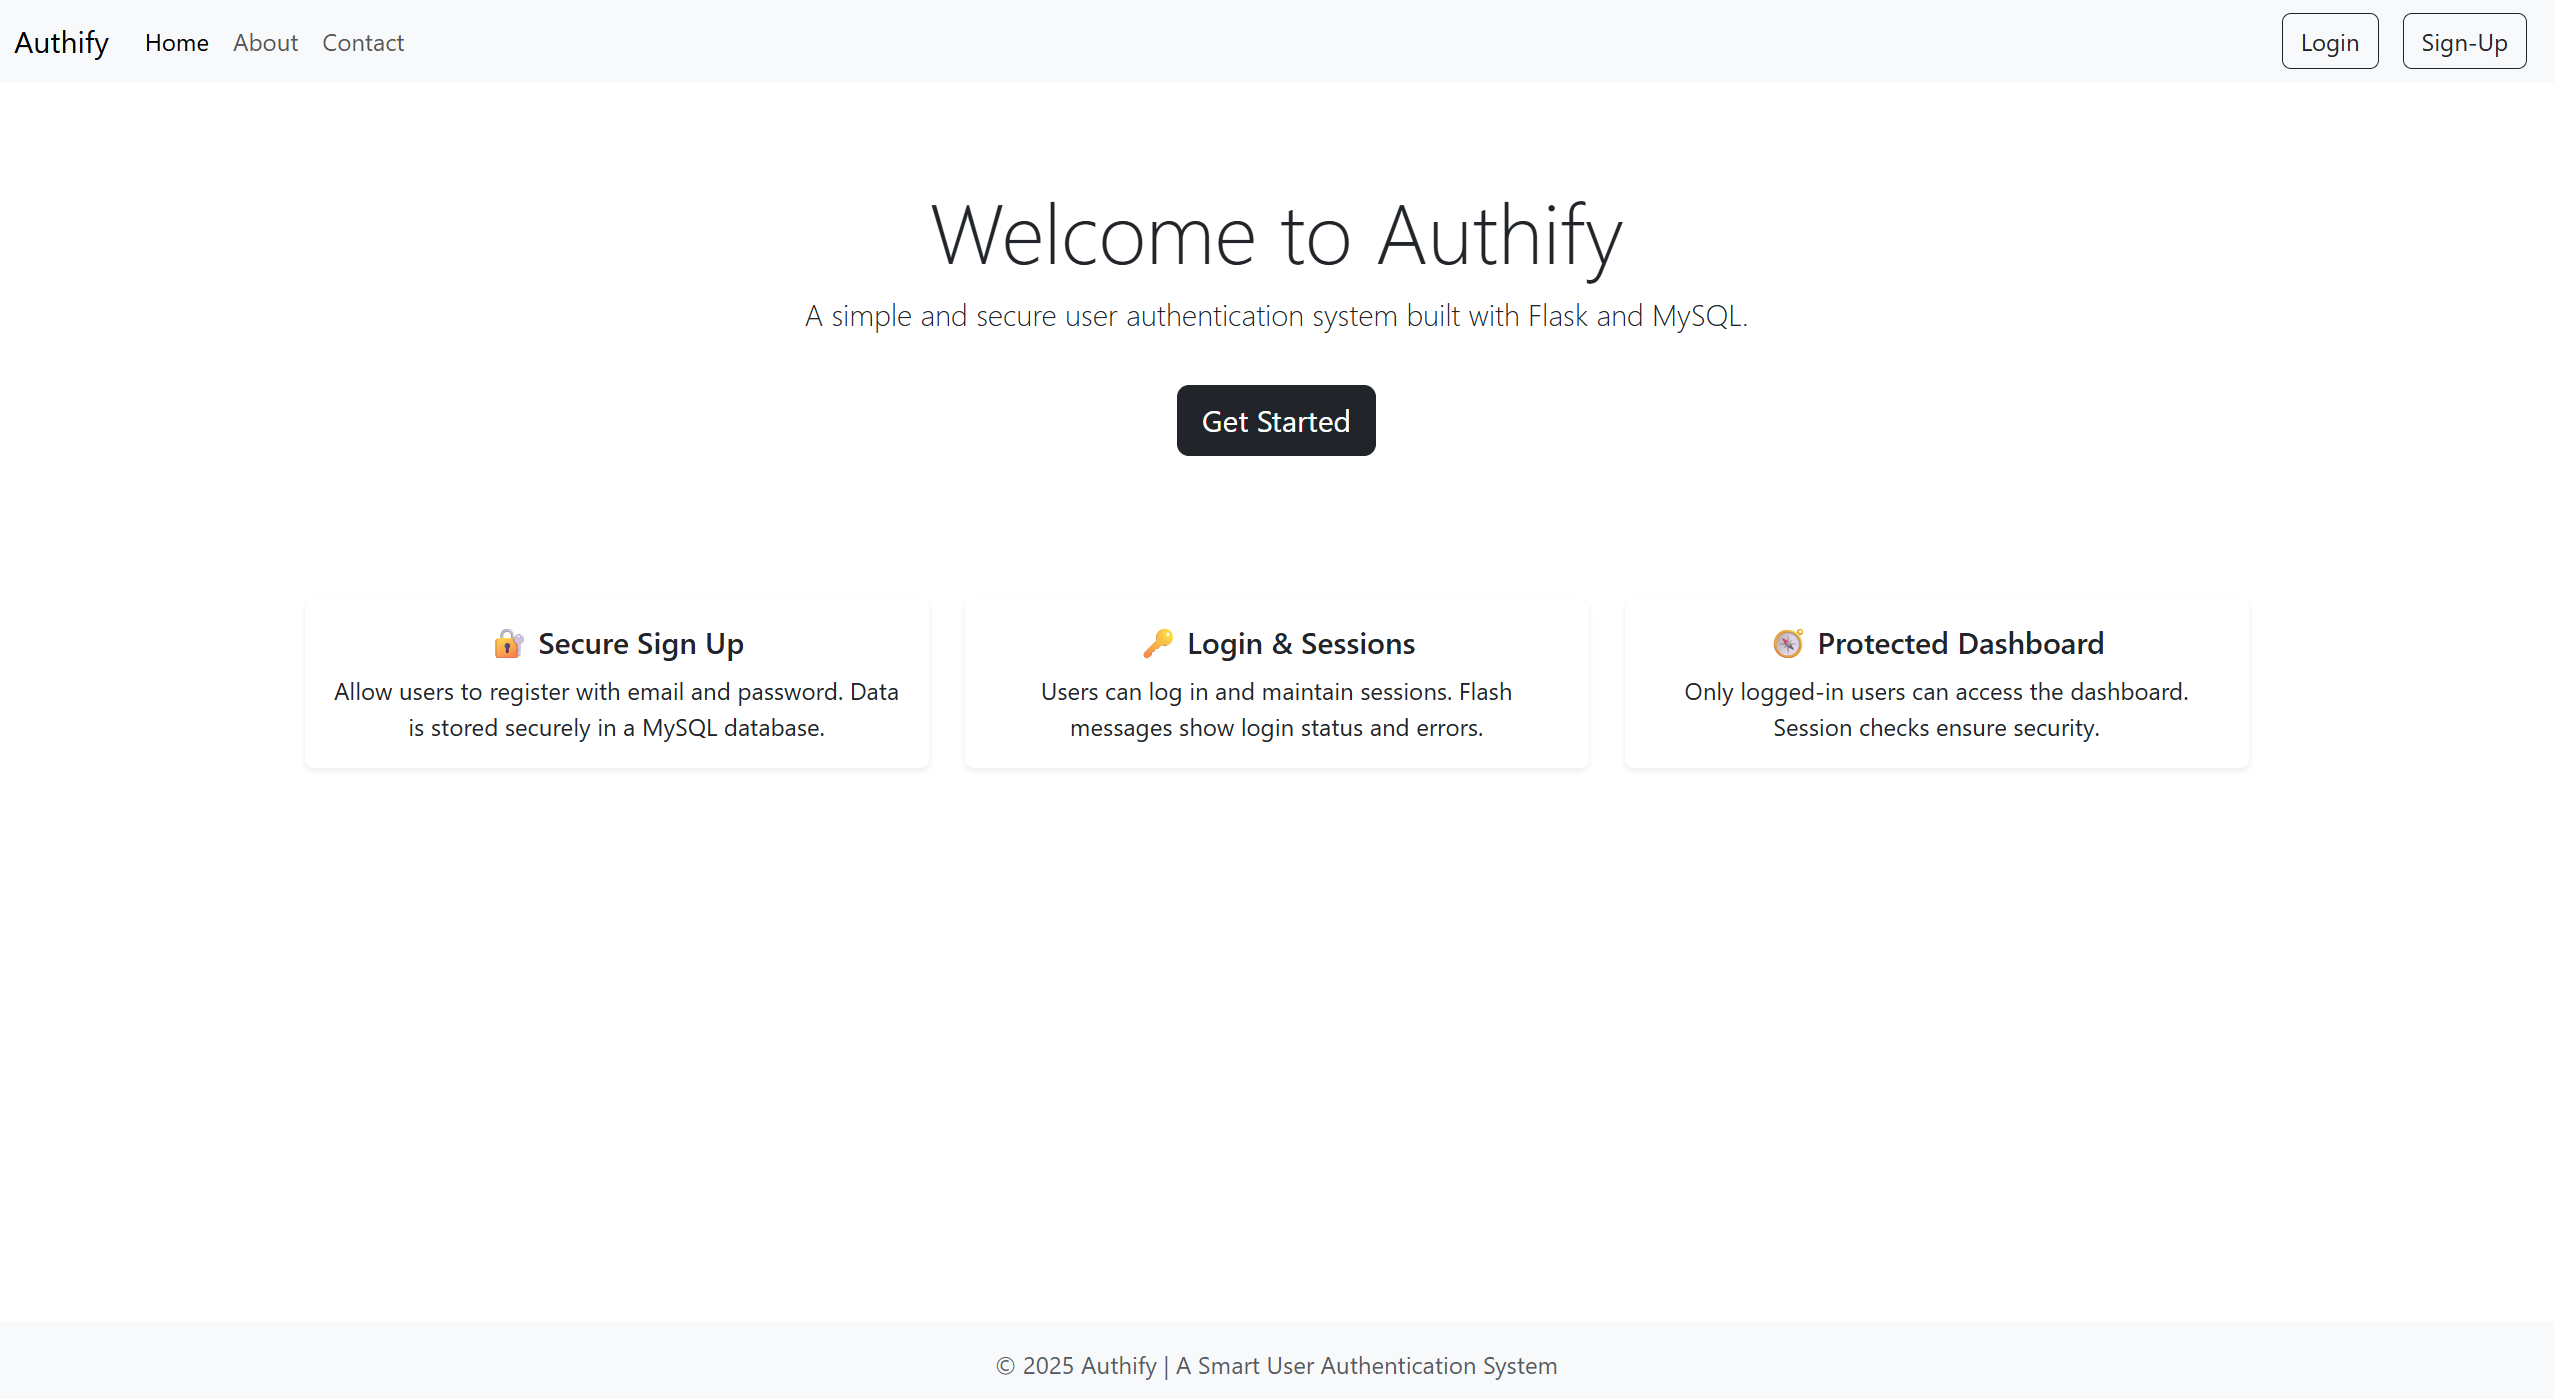 Authify Home About Contact Login Sign-Up
Welcome to Authify
A simple and secure user authentication system built with Flask and MySQL.
Get Started
🔐 Secure Sign Up
Allow users to register with email and password. Data
is stored securely in a MySQL database.
🔑 Login & Sessions
Users can log in and maintain sessions. Flash
messages show login status and errors.
🧭 Protected Dashboard
Only logged-in users can access the dashboard.
Session checks ensure security.
© 2025 Authify | A Smart User Authentication System